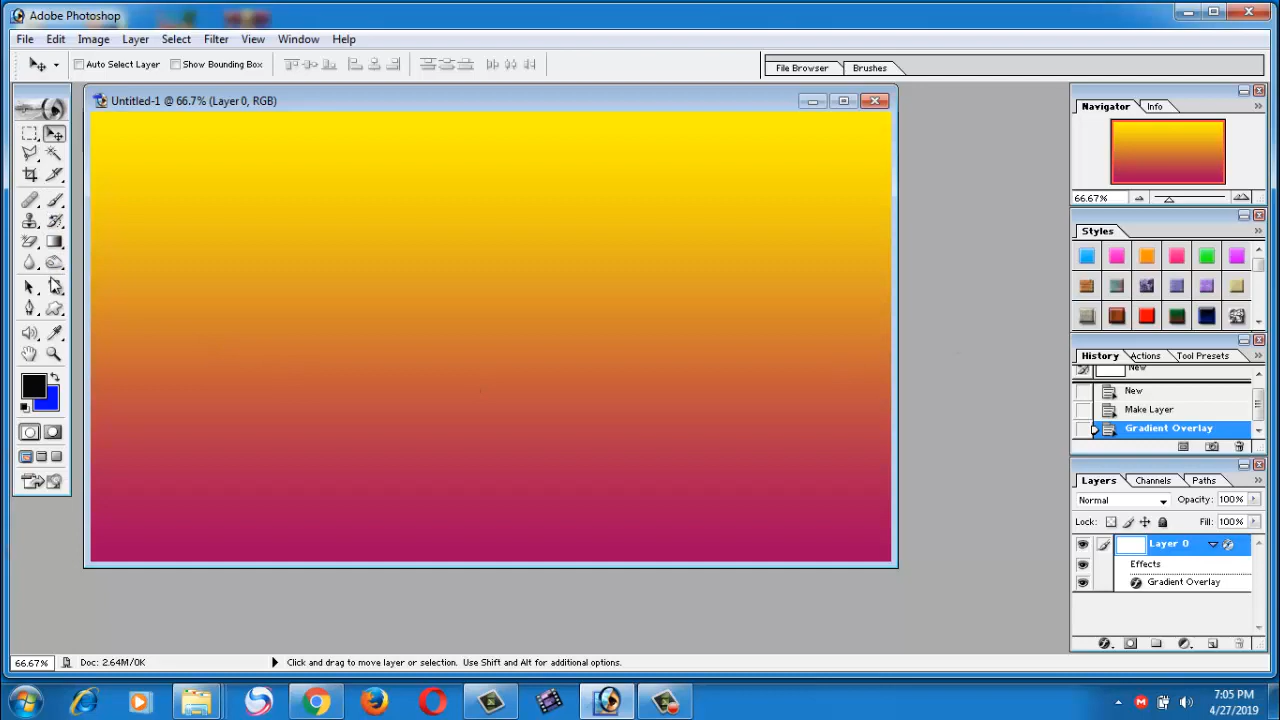 Adobe Photoshop
File Edit Image Layer Select Filter View Window Help
Auto Select Layer Show Bounding Box File Browser Brushes
Untitled-1 @ 66.7% (Layer 0, RGB)
Navigator Info
66.67%
Styles
History Actions Tool Presets
New
New
Make Layer
Gradient Overlay
Layers Channels Paths
Normal Opacity: 100%
Lock: Fill: 100%
Layer 0
Effects
Gradient Overlay
66.67% Doc: 2.64M/0K Click and drag to move layer or selection. Use Shift and Alt for additional options.
7:05 PM
4/27/2019